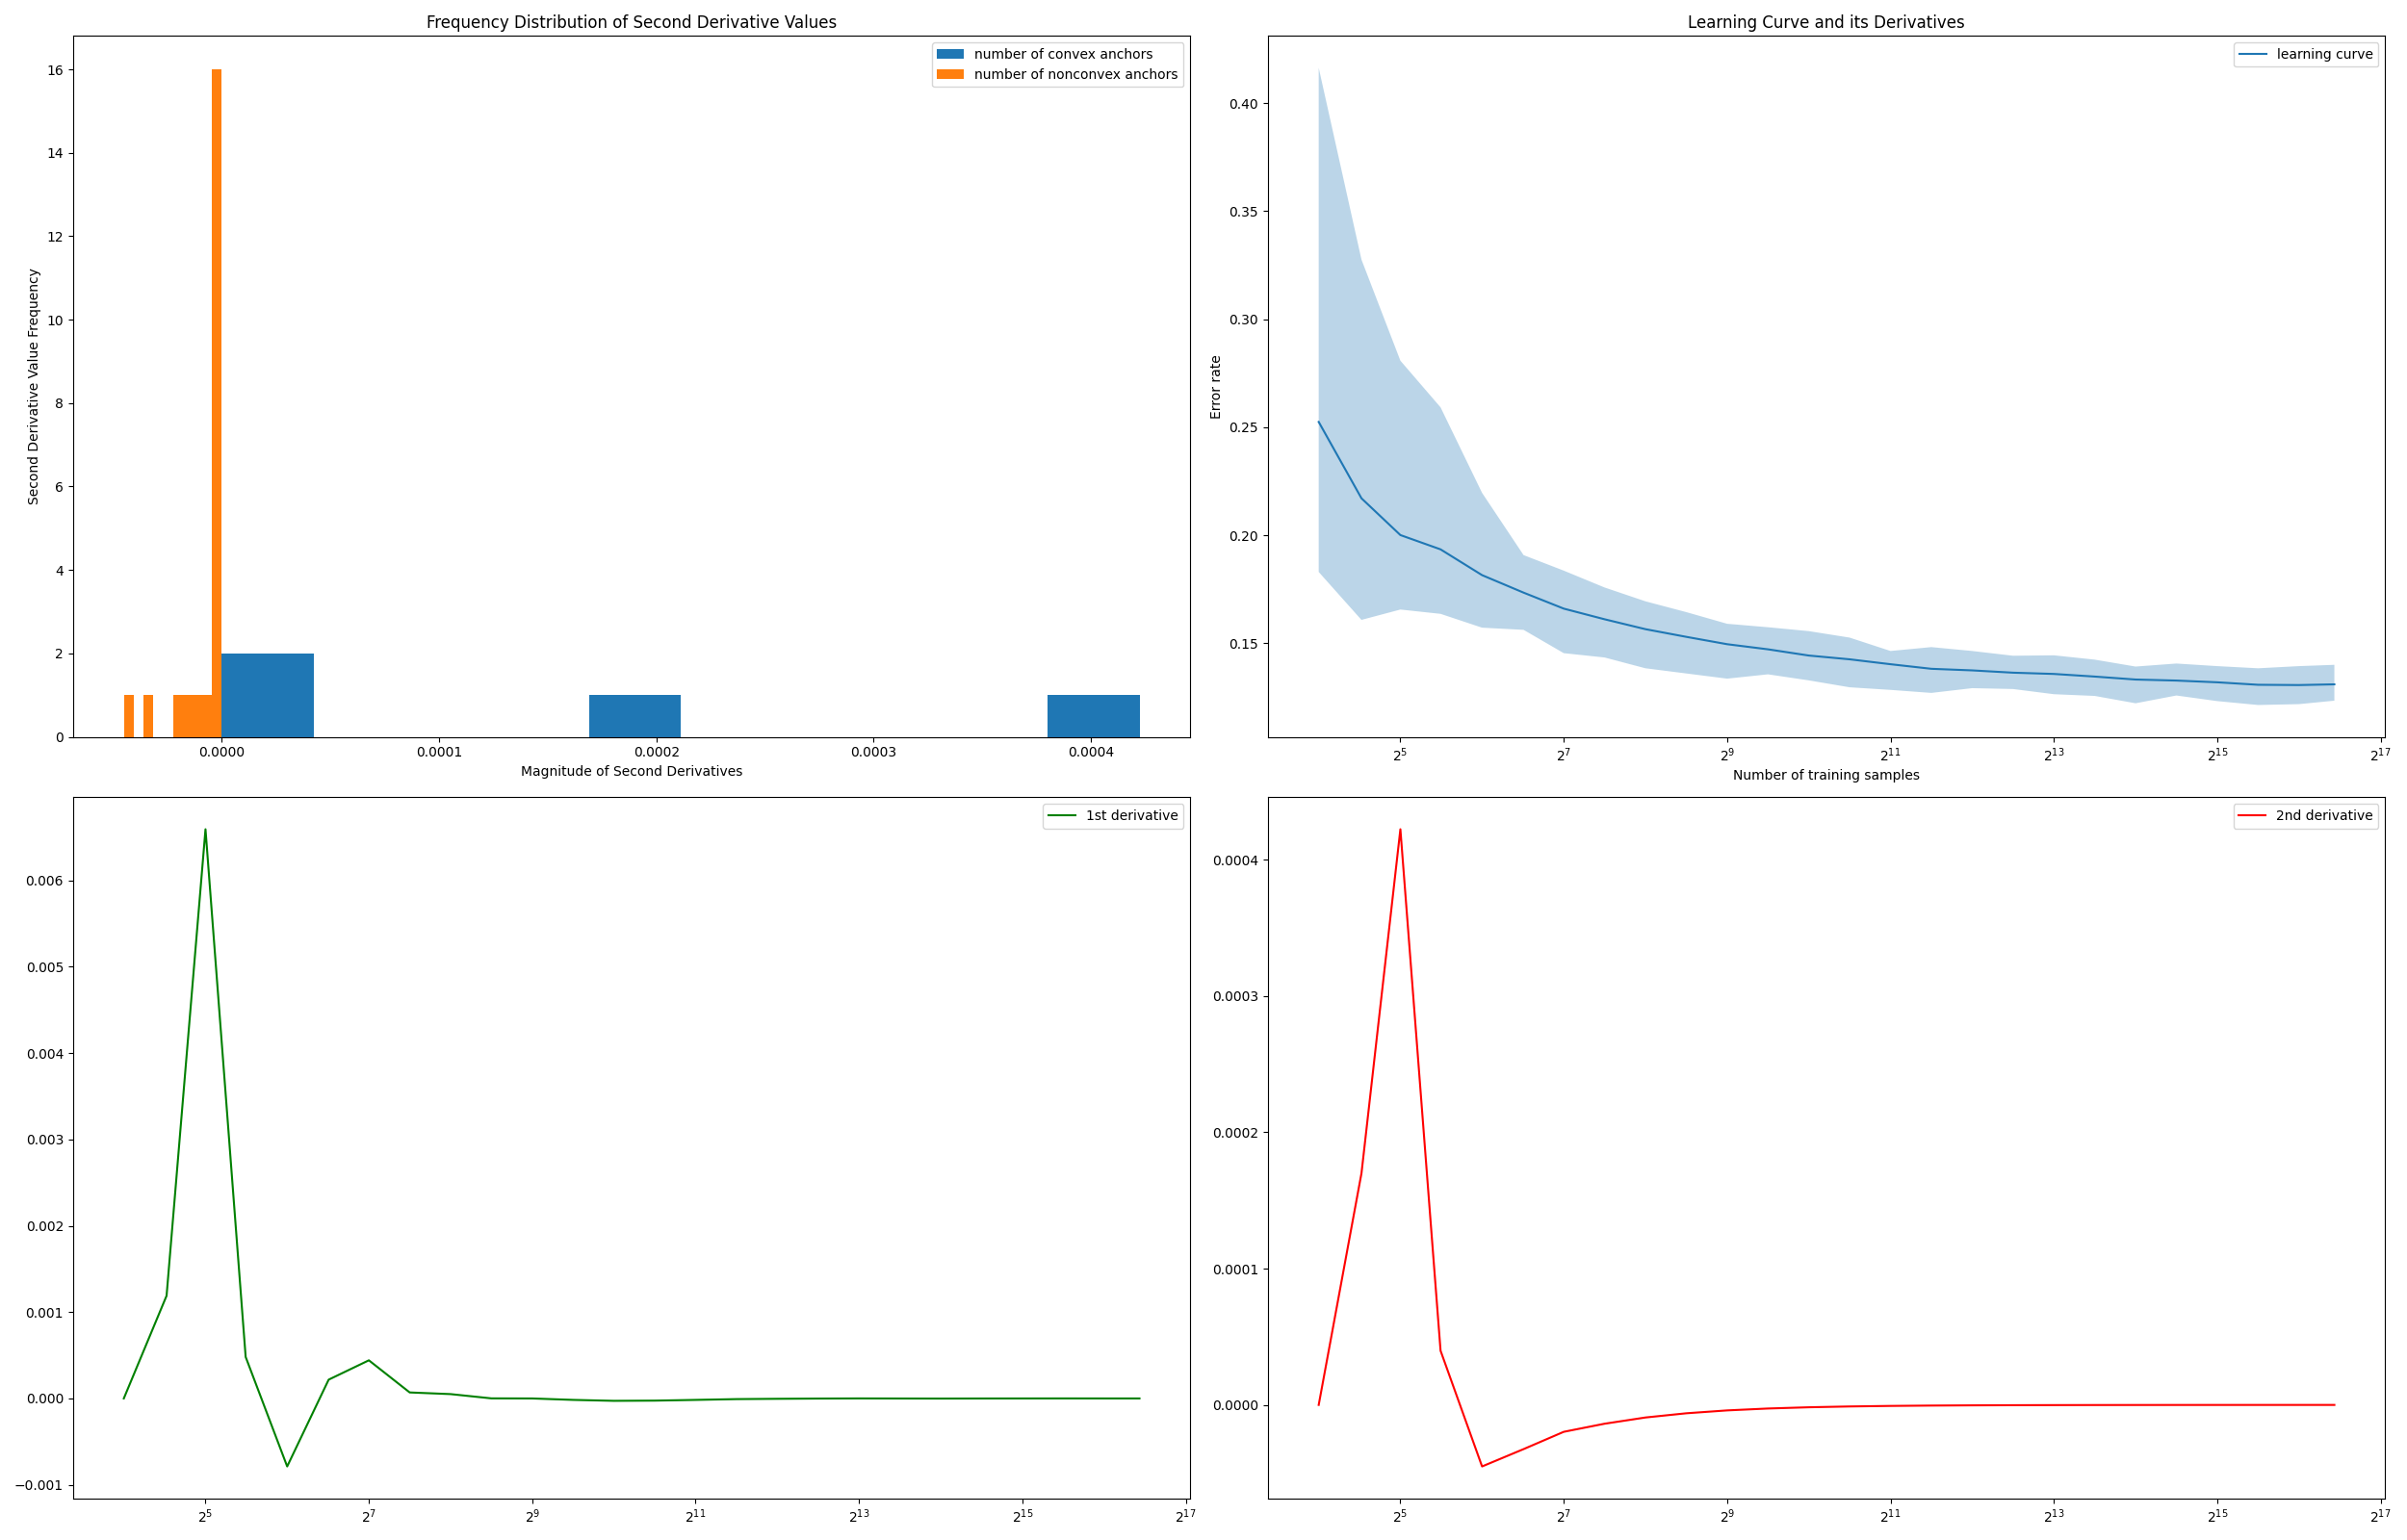 Frequency Distribution of Second Derivative Values
number of convex anchors
number of nonconvex anchors
16
14
12
10
8
6
4
2
0
Second Derivative Value Frequency
0.0000 0.0001 0.0002 0.0003 0.0004
Magnitude of Second Derivatives
Learning Curve and its Derivatives
learning curve
0.40
0.35
0.30
0.25
0.20
0.15
Error rate
2^5 2^7 2^9 2^11 2^13 2^15 2^17
Number of training samples
1st derivative
0.006
0.005
0.004
0.003
0.002
0.001
0.000
−0.001
2^5 2^7 2^9 2^11 2^13 2^15 2^17
2nd derivative
0.0004
0.0003
0.0002
0.0001
0.0000
2^5 2^7 2^9 2^11 2^13 2^15 2^17